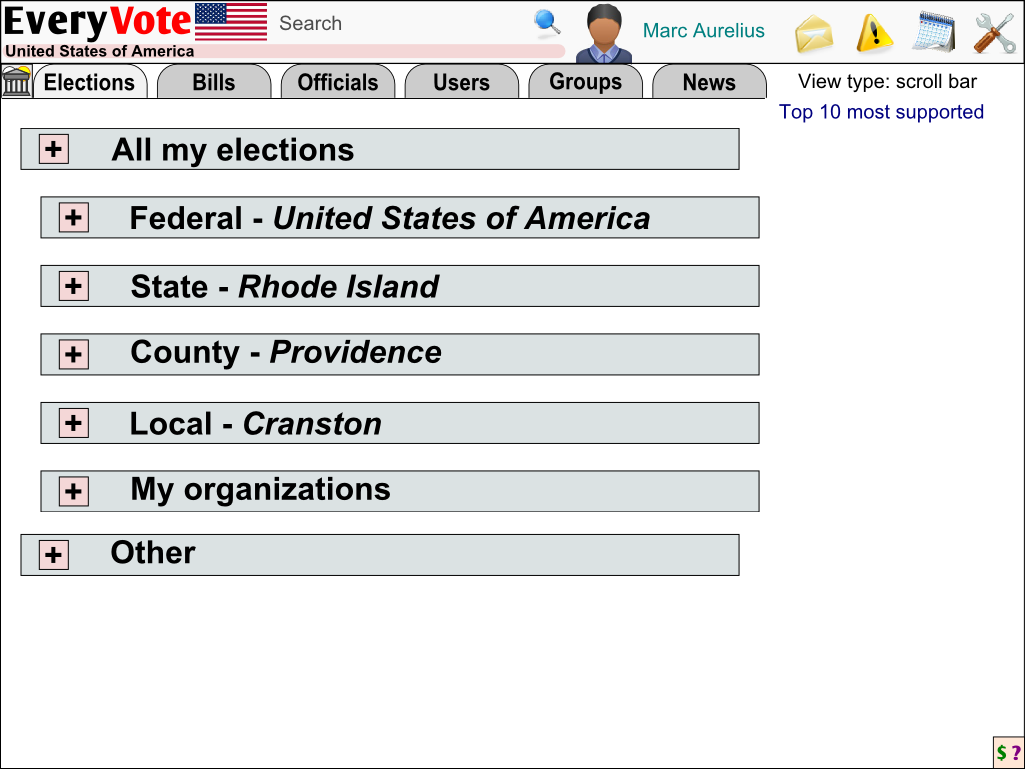 EveryVote
Search
Marc Aurelius
United States of America
Elections
Bills
Officials
Users
Groups
News
View type: scroll bar
Top 10 most supported
+ All my elections
+ Federal - United States of America
+ State - Rhode Island
+ County - Providence
+ Local - Cranston
+ My organizations
+ Other
$ ?